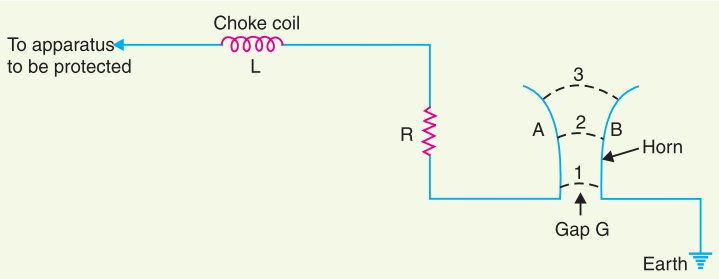 Choke coil
To apparatus
to be protected
L
3
R
A
2
B
Horn
1
Gap G
Earth